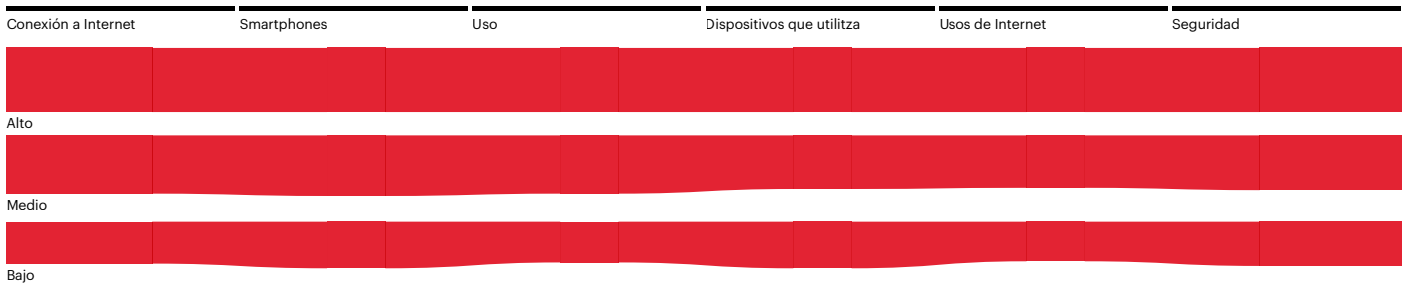 Conexión a Internet
Smartphones
Uso
Dispositivos que utilitza
Usos de Internet
Seguridad
Alto
Medio
Bajo